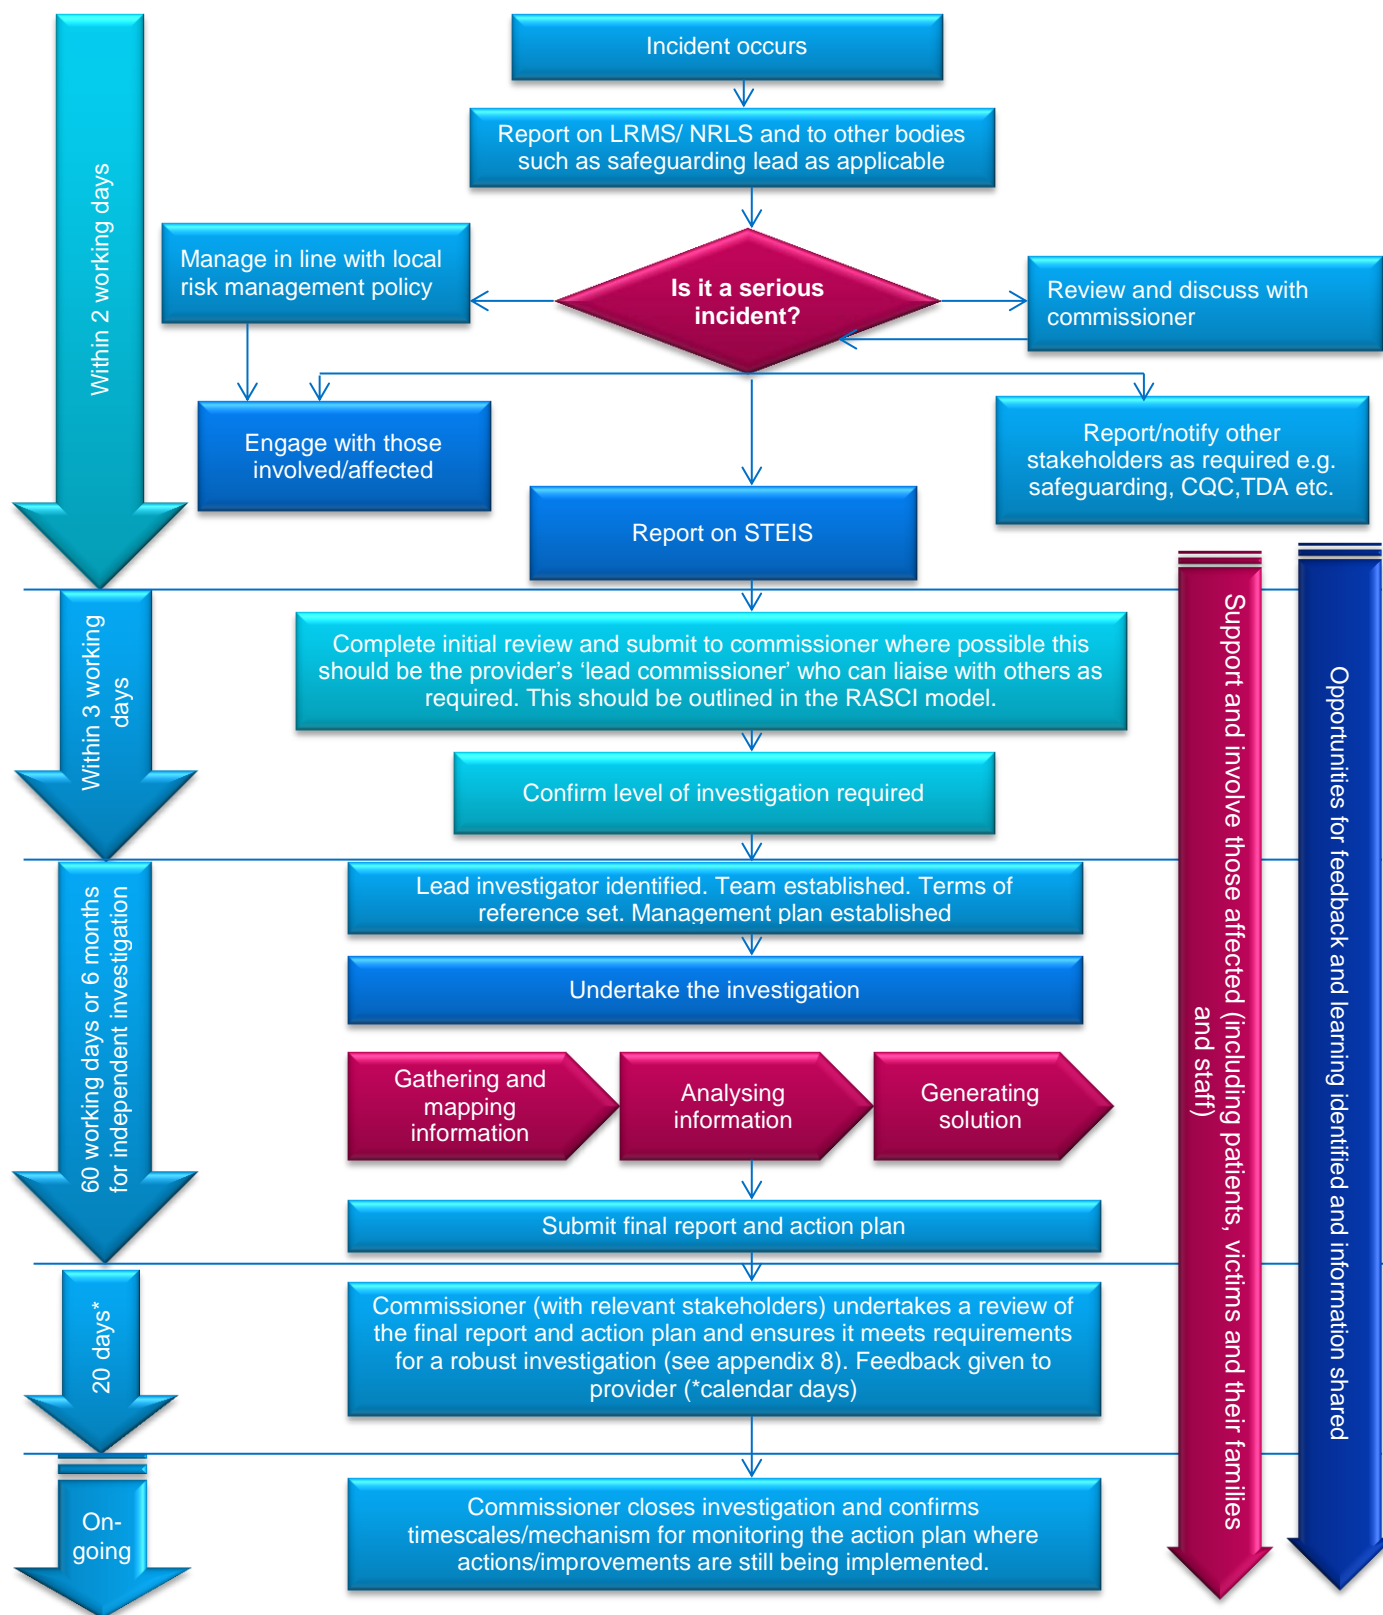 Incident occurs
Report on LRMS/ NRLS and to other bodies
such as safeguarding lead as applicable
Within 2 working days
Manage in line with local
risk management policy
Is it a serious
incident?
Review and discuss with
commissioner
Engage with those
involved/affected
Report/notify other
stakeholders as required e.g.
safeguarding, CQC,TDA etc.
Report on STEIS
Within 3 working
days
Complete initial review and submit to commissioner where possible this
should be the provider’s ‘lead commissioner’ who can liaise with others as
required. This should be outlined in the RASCI model.
Confirm level of investigation required
60 working days or 6 months
for independent investigation
Lead investigator identified. Team established. Terms of
reference set. Management plan established
Undertake the investigation
Gathering and
mapping
information
Analysing
information
Generating
solution
Submit final report and action plan
20 days*
Commissioner (with relevant stakeholders) undertakes a review of
the final report and action plan and ensures it meets requirements
for a robust investigation (see appendix 8). Feedback given to
provider (*calendar days)
On-
going
Commissioner closes investigation and confirms
timescales/mechanism for monitoring the action plan where
actions/improvements are still being implemented.
Support and involve those affected (including patients, victims and their families
and staff)
Opportunities for feedback and learning identified and information shared